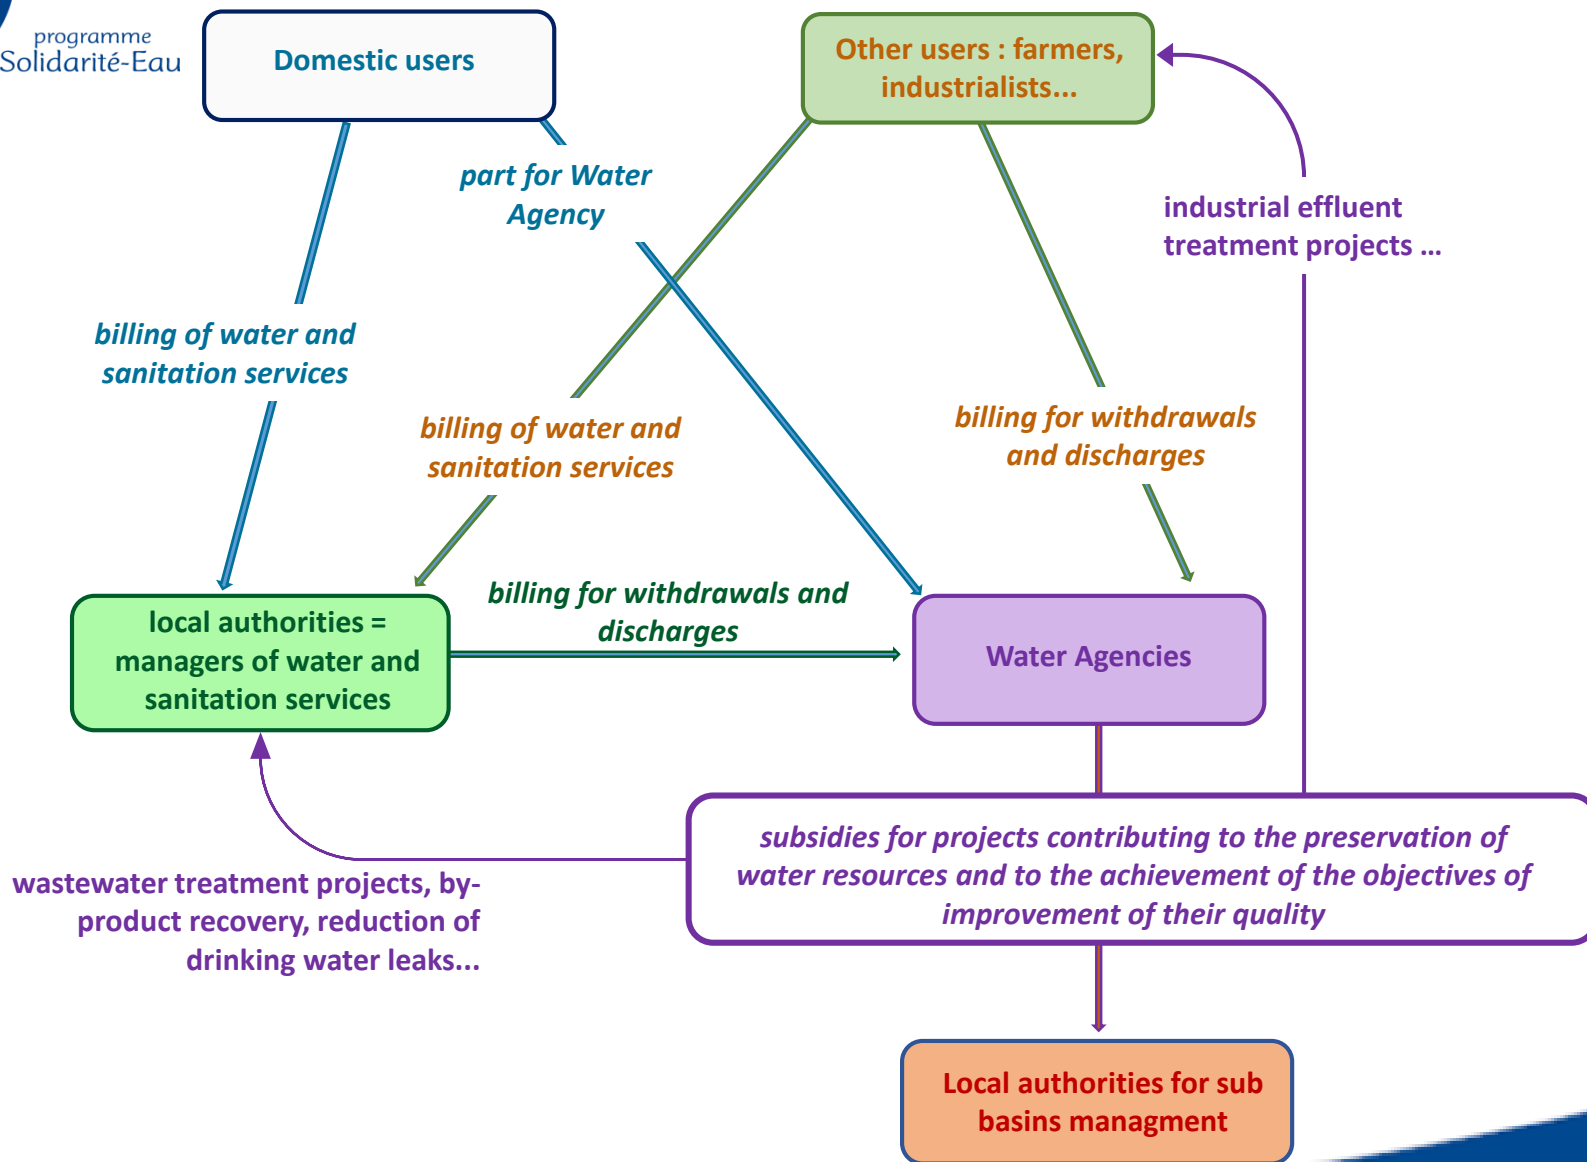 programme
Solidarité-Eau
Domestic users
Other users : farmers,
industrialists...
part for Water
Agency
industrial effluent
treatment projects ...
billing of water and
sanitation services
billing of water and
sanitation services
billing for withdrawals
and discharges
billing for withdrawals and
discharges
local authorities =
managers of water and
sanitation services
Water Agencies
subsidies for projects contributing to the preservation of
water resources and to the achievement of the objectives of
improvement of their quality
wastewater treatment projects, by-
product recovery, reduction of
drinking water leaks...
Local authorities for sub
basins managment